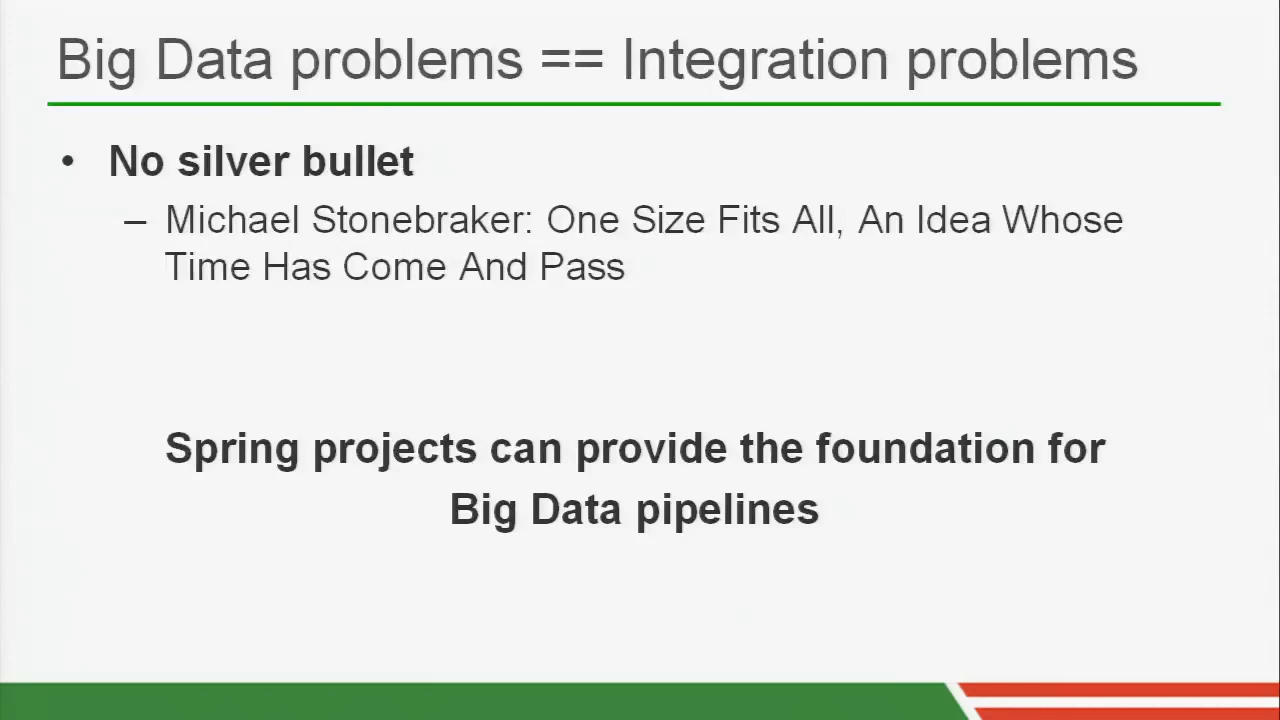 Big Data problems == Integration problems
• No silver bullet
– Michael Stonebraker: One Size Fits All, An Idea Whose
Time Has Come And Pass
Spring projects can provide the foundation for
Big Data pipelines